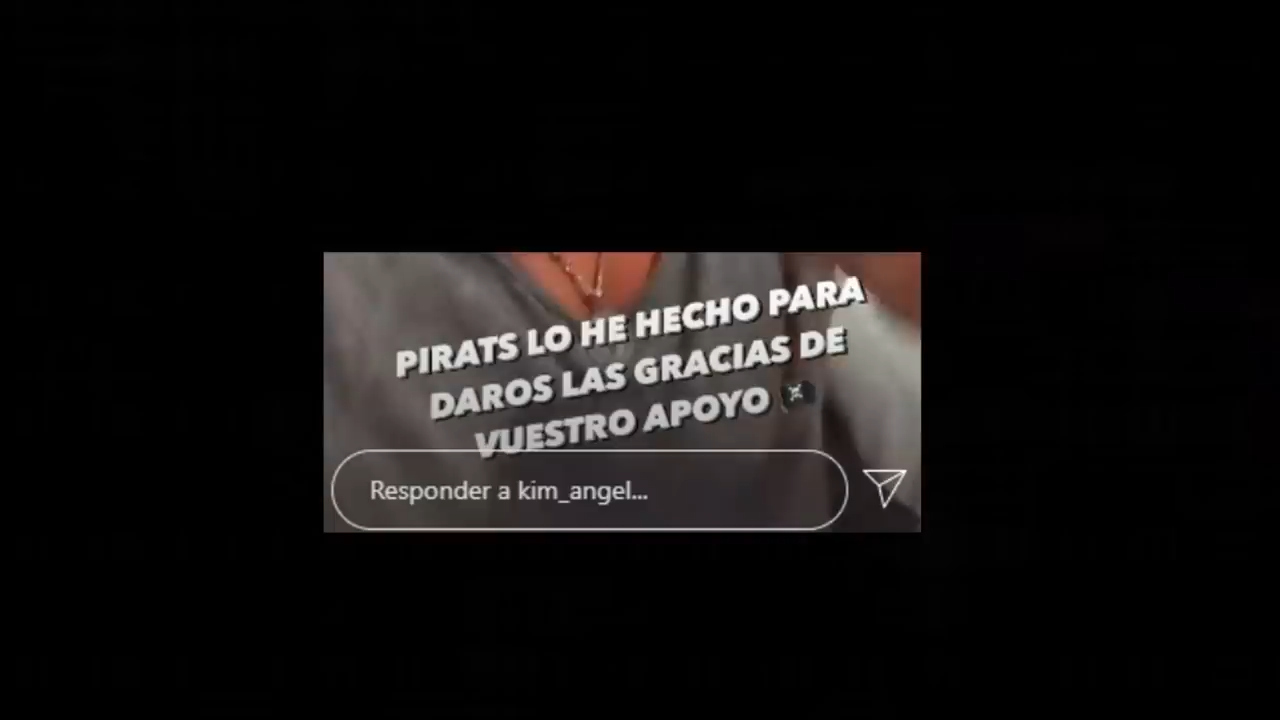 PIRATS LO HE HECHO PARA
DAROS LAS GRACIAS DE
VUESTRO APOYO 🏴‍☠️
Responder a kim_angel...